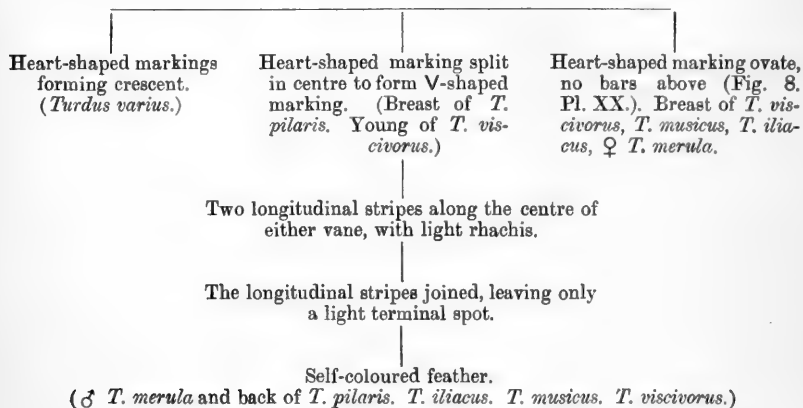 Heart-shaped markings
forming crescent.
(Turdus varius.)
Heart-shaped marking split
in centre to form V-shaped
marking. (Breast of T.
pilaris. Young of T. vis-
civorus.)
Heart-shaped marking ovate,
no bars above (Fig. 8.
Pl. XX.). Breast of T. vis-
civorus, T. musicus, T. ilia-
cus, ♀ T. merula.
Two longitudinal stripes along the centre of
either vane, with light rhachis.
The longitudinal stripes joined, leaving only
a light terminal spot.
Self-coloured feather.
(♂ T. merula and back of T. pilaris. T. iliacus. T. musicus. T. viscivorus.)